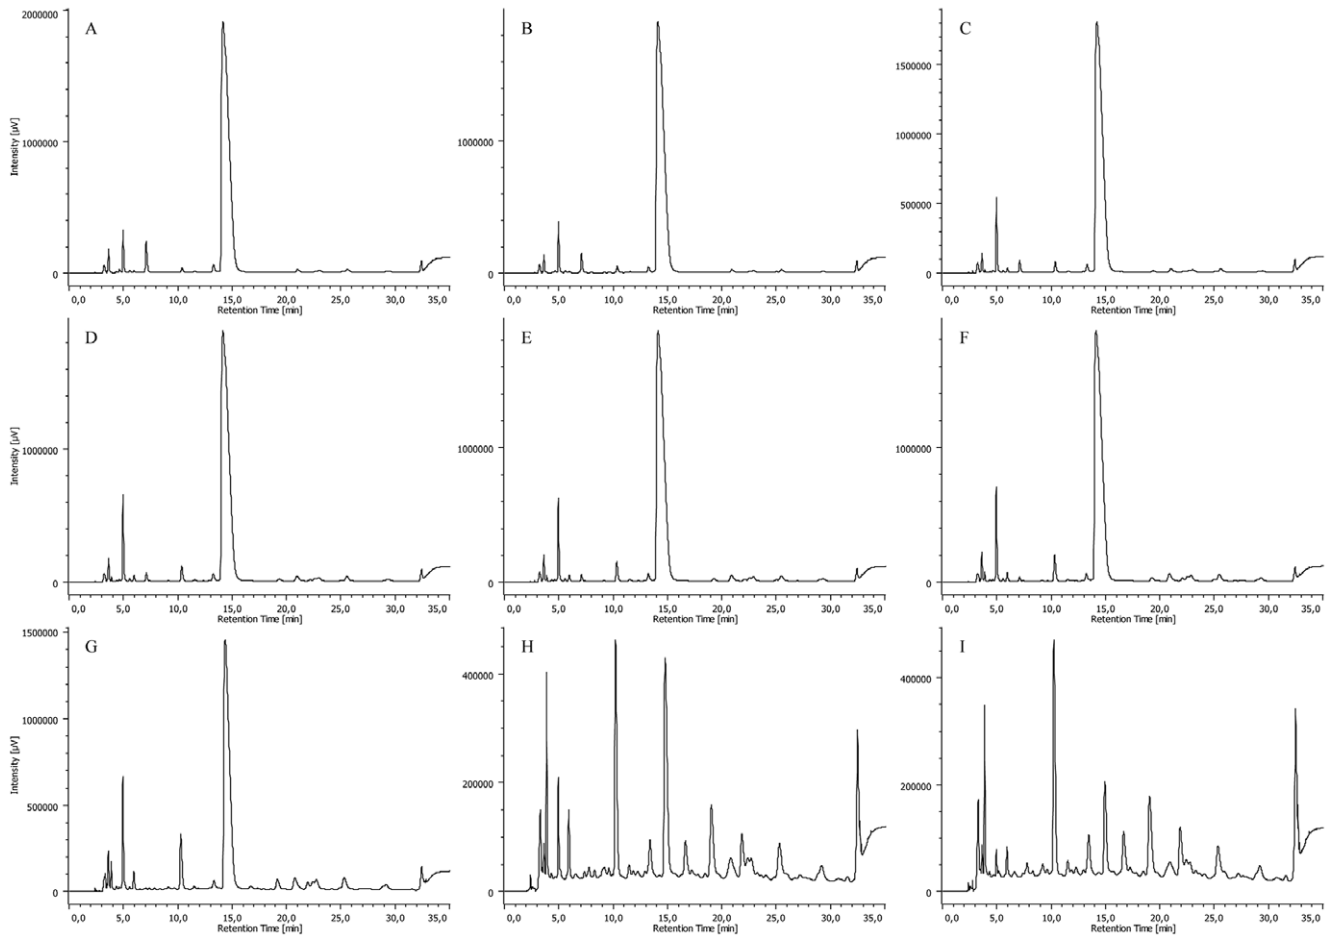 A
Intensity [µV]
2000000
1000000
0
0,0 5,0 10,0 15,0 20,0 25,0 30,0 35,0
Retention Time [min]
B
1000000
0
0,0 5,0 10,0 15,0 20,0 25,0 30,0 35,0
Retention Time [min]
C
1500000
1000000
500000
0
0,0 5,0 10,0 15,0 20,0 25,0 30,0 35,0
Retention Time [min]
D
Intensity [µV]
1000000
0
0,0 5,0 10,0 15,0 20,0 25,0 30,0 35,0
Retention Time [min]
E
1000000
0
0,0 5,0 10,0 15,0 20,0 25,0 30,0 35,0
Retention Time [min]
F
1000000
0
0,0 5,0 10,0 15,0 20,0 25,0 30,0 35,0
Retention Time [min]
G
Intensity [µV]
1500000
1000000
500000
0
0,0 5,0 10,0 15,0 20,0 25,0 30,0 35,0
Retention Time [min]
H
400000
200000
0
0,0 5,0 10,0 15,0 20,0 25,0 30,0 35,0
Retention Time [min]
I
400000
200000
0
0,0 5,0 10,0 15,0 20,0 25,0 30,0 35,0
Retention Time [min]